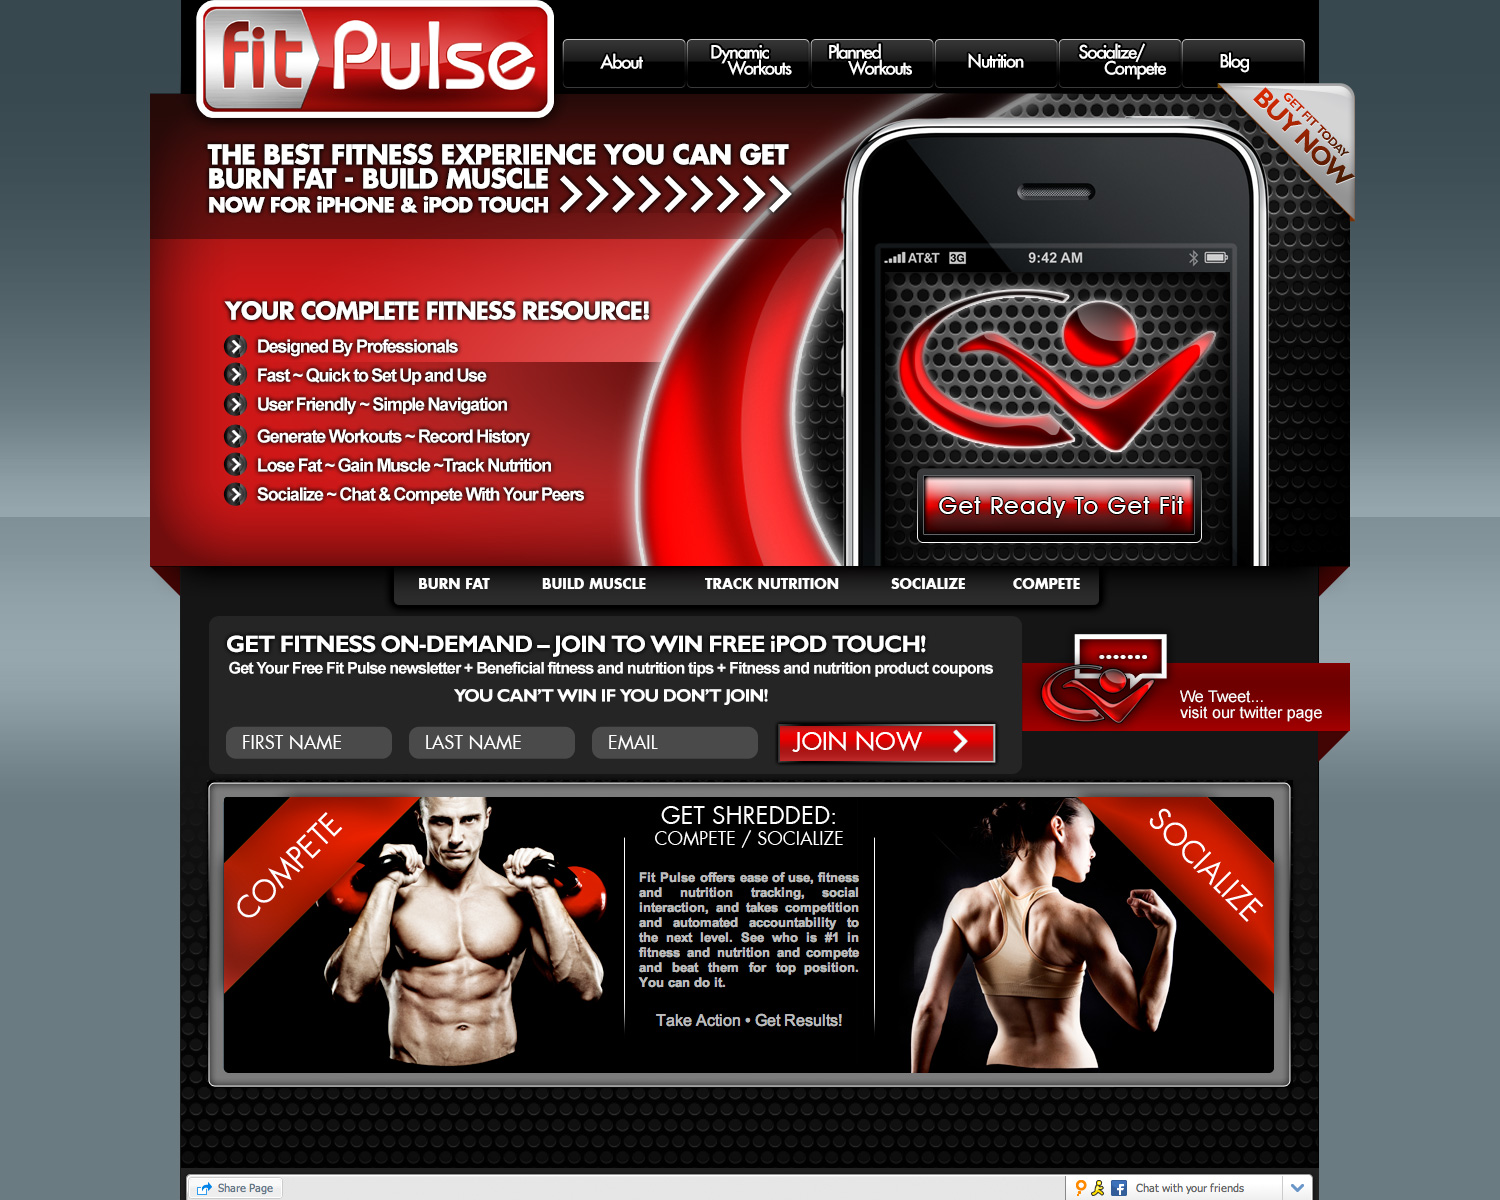 fit Pulse
About
Dynamic
Workouts
Planned
Workouts
Nutrition
Socialize/
Compete
Blog
GET FIT TODAY
BUY NOW
THE BEST FITNESS EXPERIENCE YOU CAN GET
BURN FAT - BUILD MUSCLE
NOW FOR iPHONE & iPOD TOUCH
AT&T 3G 9:42 AM
YOUR COMPLETE FITNESS RESOURCE!
Designed By Professionals
Fast ~ Quick to Set Up and Use
User Friendly ~ Simple Navigation
Generate Workouts ~ Record History
Lose Fat ~ Gain Muscle ~Track Nutrition
Socialize ~ Chat & Compete With Your Peers
Get Ready To Get Fit
BURN FAT BUILD MUSCLE TRACK NUTRITION SOCIALIZE COMPETE
GET FITNESS ON-DEMAND – JOIN TO WIN FREE iPOD TOUCH!
Get Your Free Fit Pulse newsletter + Beneficial fitness and nutrition tips + Fitness and nutrition product coupons
YOU CAN'T WIN IF YOU DON'T JOIN!
FIRST NAME LAST NAME EMAIL JOIN NOW
We Tweet...
visit our twitter page
COMPETE
GET SHREDDED:
COMPETE / SOCIALIZE
Fit Pulse offers ease of use, fitness
and nutrition tracking, social
interaction, and takes competition
and automated accountability to
the next level. See who is #1 in
fitness and nutrition and compete
and beat them for top position.
You can do it.
Take Action • Get Results!
SOCIALIZE
Share Page
Chat with your friends